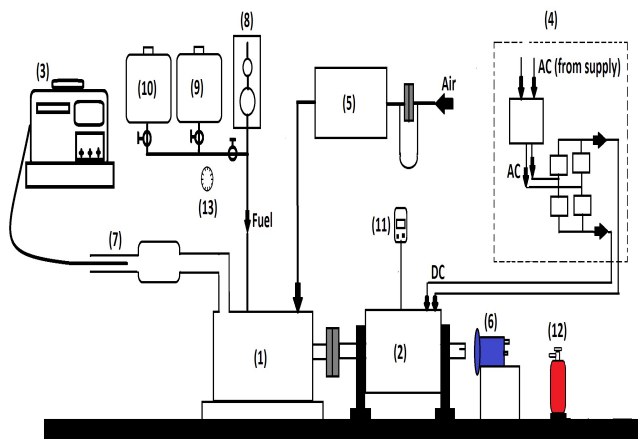 (8)
(4)
(3)
(10)
(9)
(5)
Air
AC (from supply)
AC
(13)
(11)
Fuel
(7)
DC
(6)
(12)
(1)
(2)